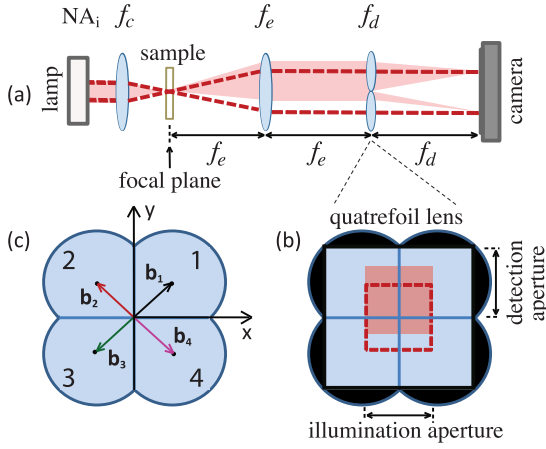 NAi fc fe fd
sample
(a)
lamp
camera
fe fe fd
focal plane
quatrefoil lens
(c) y (b)
2 1
b1
b2
x
b3
b4
3 4
detection aperture
illumination aperture